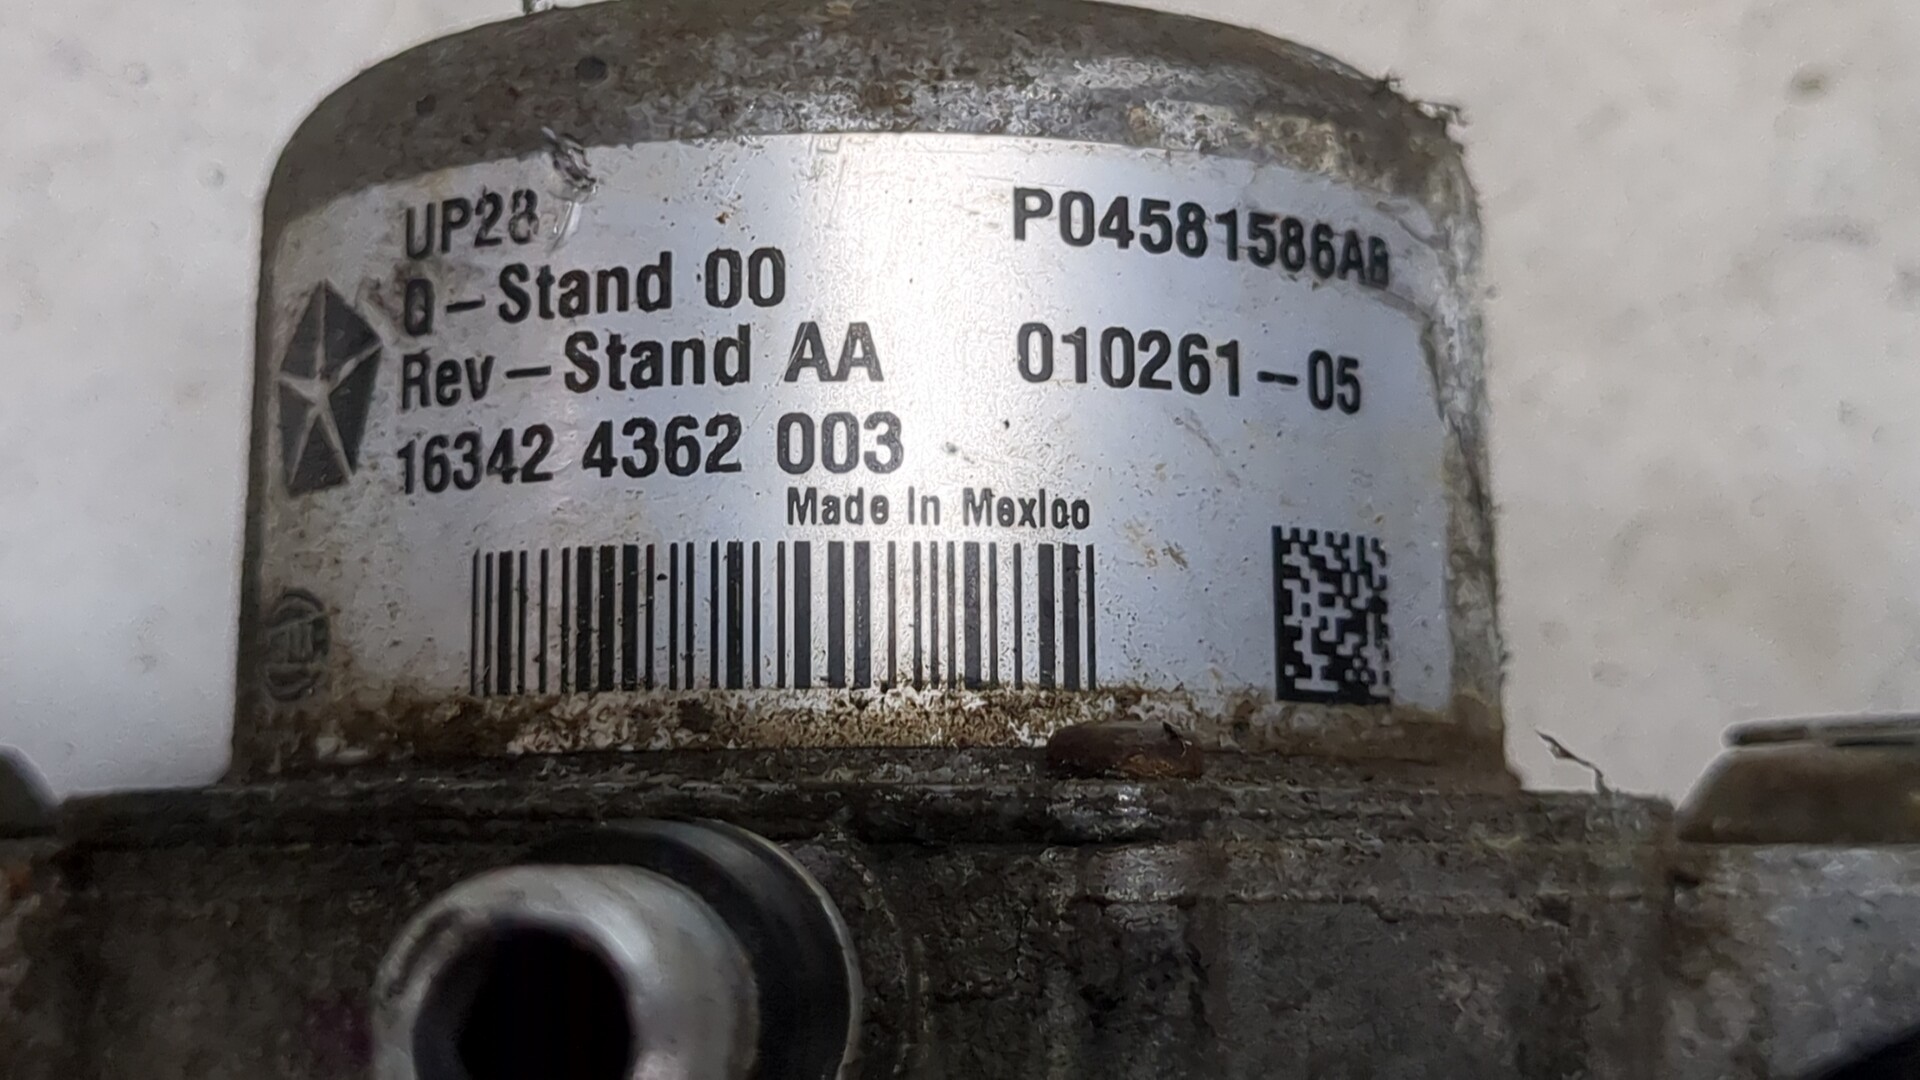 UP28
P04581586AB
Q-Stand 00
Rev-Stand AA
010261-05
16342 4362 003
Made In Mexico